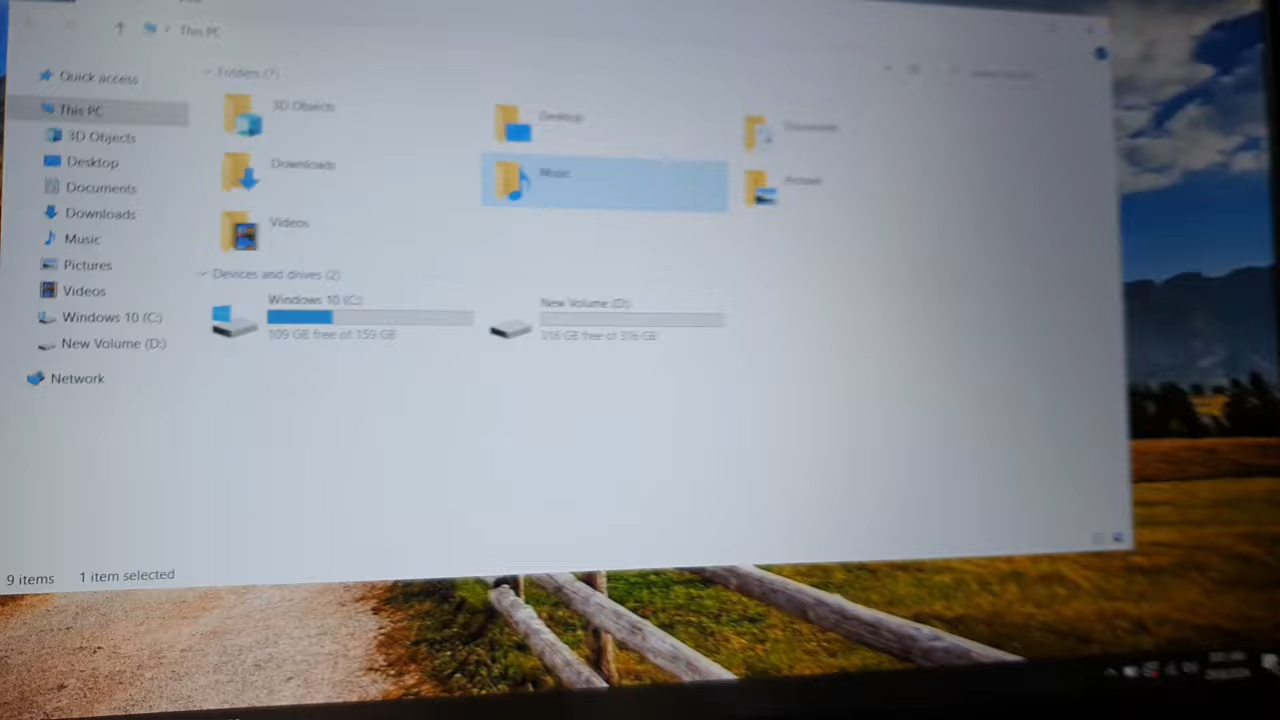 This PC
Quick access
This PC
3D Objects
Desktop
Documents
Downloads
Music
Pictures
Videos
Windows 10 (C:)
New Volume (D:)
Network
Folders (7)
3D Objects
Desktop
Documents
Downloads
Music
Pictures
Videos
Devices and drives (2)
Windows 10 (C:)
109 GB free of 159 GB
New Volume (D:)
316 GB free of 316 GB
9 items
1 item selected